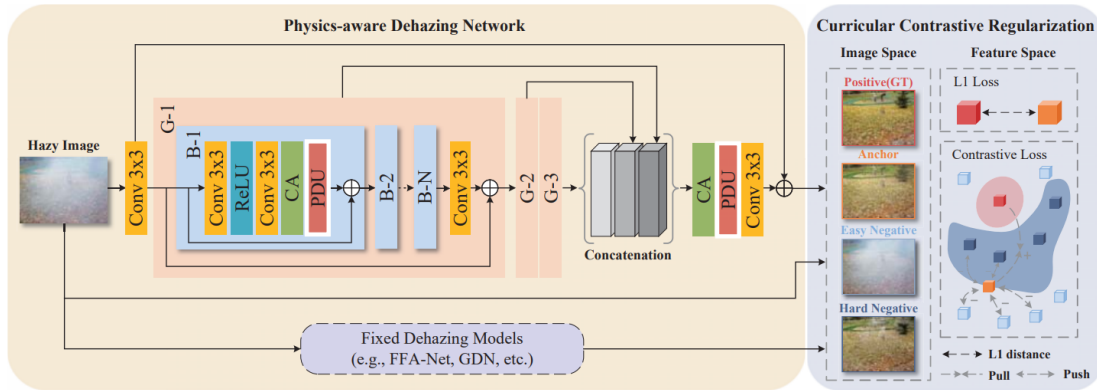 Physics-aware Dehazing Network
Curricular Contrastive Regularization
Image Space
Feature Space
Positive(GT)
L1 Loss
G-1
B-1
Hazy Image
Conv 3x3
Conv 3x3
ReLU
Conv 3x3
CA
PDU
B-2
B-N
Conv 3x3
G-2
G-3
Concatenation
CA
PDU
Conv 3x3
Anchor
Contrastive Loss
Easy Negative
Hard Negative
Fixed Dehazing Models
(e.g., FFA-Net, GDN, etc.)
L1 distance
Pull
Push